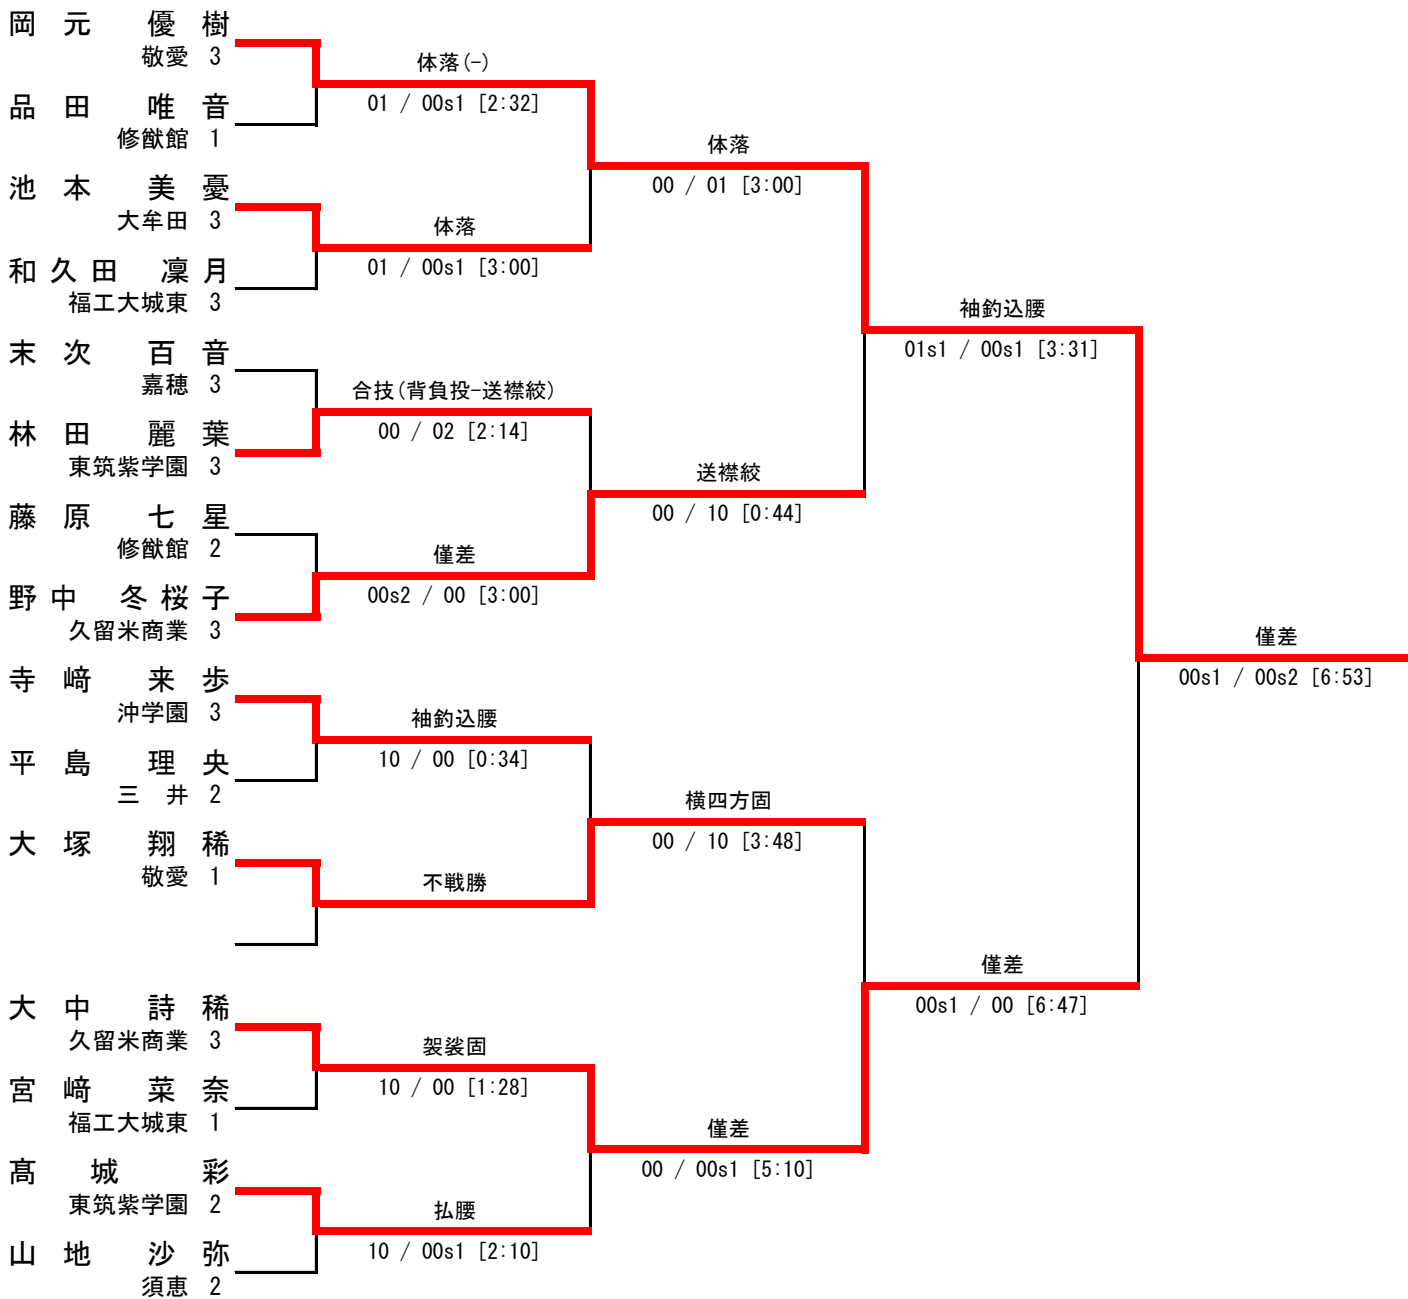 岡元 優樹
敬愛 3
品田 唯音
修猷館 1
池本 美憂
大牟田 3
和久田 凜月
福工大城東 3
末次 百音
嘉穂 3
林田 麗葉
東筑紫学園 3
藤原 七星
修猷館 2
野中 冬桜子
久留米商業 3
寺﨑 来歩
沖学園 3
平島 理央
三井 2
大塚 翔稀
敬愛 1
大中 詩稀
久留米商業 3
宮﨑 菜奈
福工大城東 1
髙城 彩
東筑紫学園 2
山地 沙弥
須恵 2
体落(-)
01 / 00s1 [2:32]
体落
01 / 00s1 [3:00]
合技(背負投-送襟絞)
00 / 02 [2:14]
僅差
00s2 / 00 [3:00]
袖釣込腰
10 / 00 [0:34]
不戦勝
袈裟固
10 / 00 [1:28]
払腰
10 / 00s1 [2:10]
体落
00 / 01 [3:00]
送襟絞
00 / 10 [0:44]
横四方固
00 / 10 [3:48]
僅差
00 / 00s1 [5:10]
袖釣込腰
01s1 / 00s1 [3:31]
僅差
00s1 / 00 [6:47]
僅差
00s1 / 00s2 [6:53]